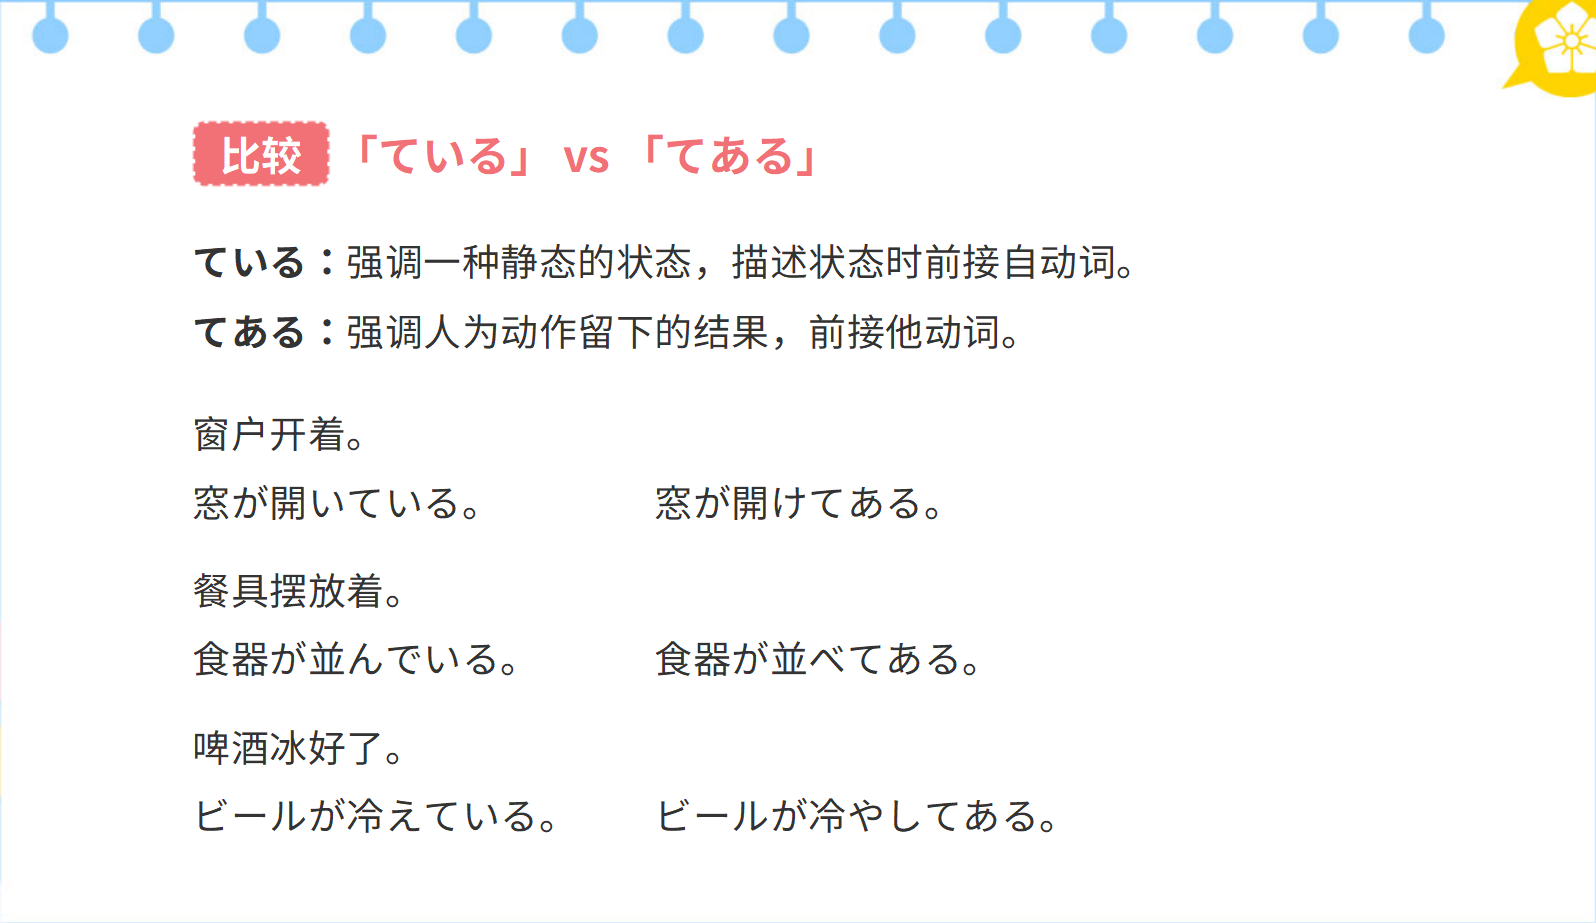 比较 「ている」 vs 「てある」
ている：强调一种静态的状态，描述状态时前接自动词。
てある：强调人为动作留下的结果，前接他动词。
窗户开着。
窓が開いている。 窓が開けてある。
餐具摆放着。
食器が並んでいる。 食器が並べてある。
啤酒冰好了。
ビールが冷えている。 ビールが冷やしてある。